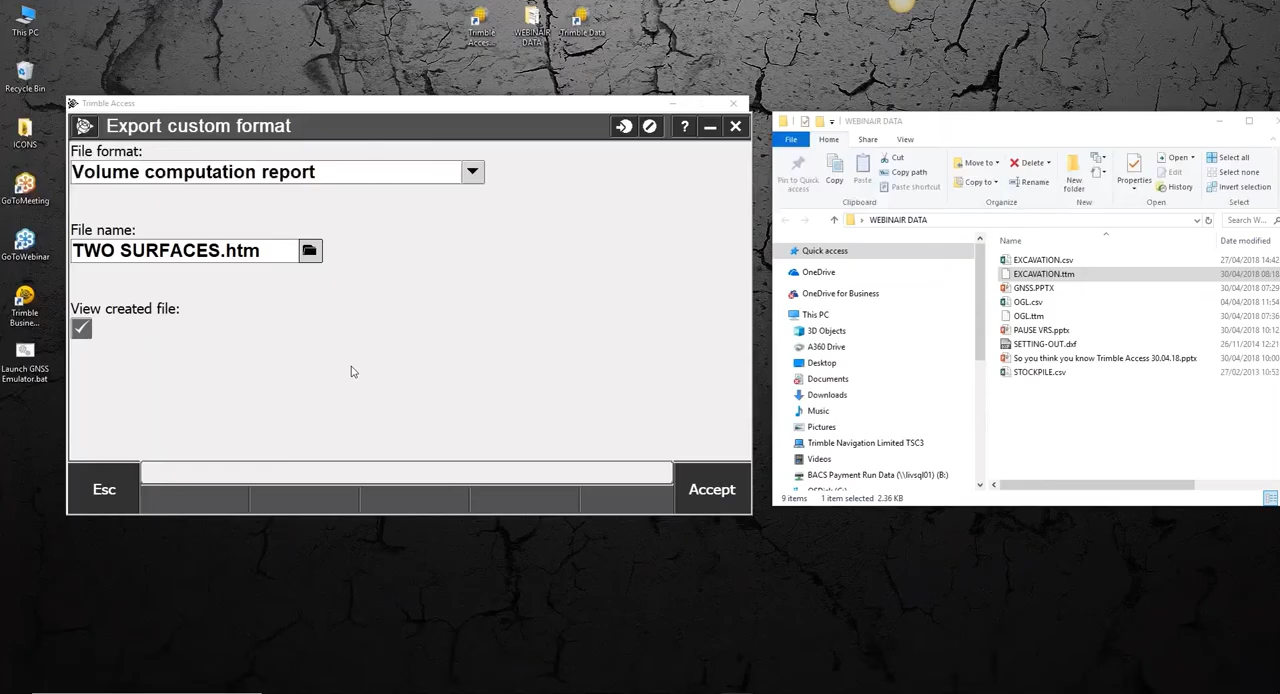 This PC
Recycle Bin
ICONS
GoToMeeting
GoToWebinar
Trimble
Busine...
Launch GNSS
Emulator.bat
Trimble
Acces...
WEBINAIR
DATA
Trimble Data
Trimble Access
Export custom format
?
File format:
Volume computation report
File name:
TWO SURFACES.htm
View created file:
Esc
Accept
WEBINAIR DATA
File
Home
Share
View
Pin to Quick
access
Copy
Paste
Cut
Copy path
Paste shortcut
Clipboard
Move to
Copy to
Delete
Rename
Organize
New
folder
New
Properties
Open
Edit
History
Open
Select all
Select none
Invert selection
Select
WEBINAIR DATA
Search W...
Quick access
OneDrive
OneDrive for Business
This PC
3D Objects
A360 Drive
Desktop
Documents
Downloads
Music
Pictures
Trimble Navigation Limited TSC3
Videos
BACS Payment Run Data (\\livsql01) (B:)
Name
Date modified
EXCAVATION.csv 27/04/2018 14:42
EXCAVATION.ttm 30/04/2018 08:18
GNSS.PPTX 30/04/2018 07:29
OGL.csv 04/04/2018 11:54
OGL.ttm 30/04/2018 07:36
PAUSE VRS.pptx 30/04/2018 10:12
SETTING-OUT.dxf 26/11/2014 12:21
So you think you know Trimble Access 30.04.18.pptx 30/04/2018 10:00
STOCKPILE.csv 27/02/2013 10:53
9 items 1 item selected 2.36 KB